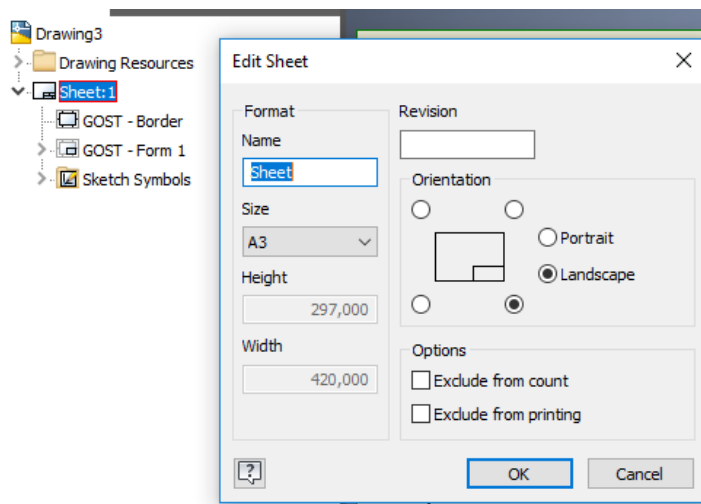 Drawing3
Drawing Resources
Sheet:1
GOST - Border
GOST - Form 1
Sketch Symbols
Edit Sheet
Format
Name
Sheet
Size
A3
Height
297,000
Width
420,000
Revision
Orientation
Portrait
Landscape
Options
Exclude from count
Exclude from printing
?
OK
Cancel